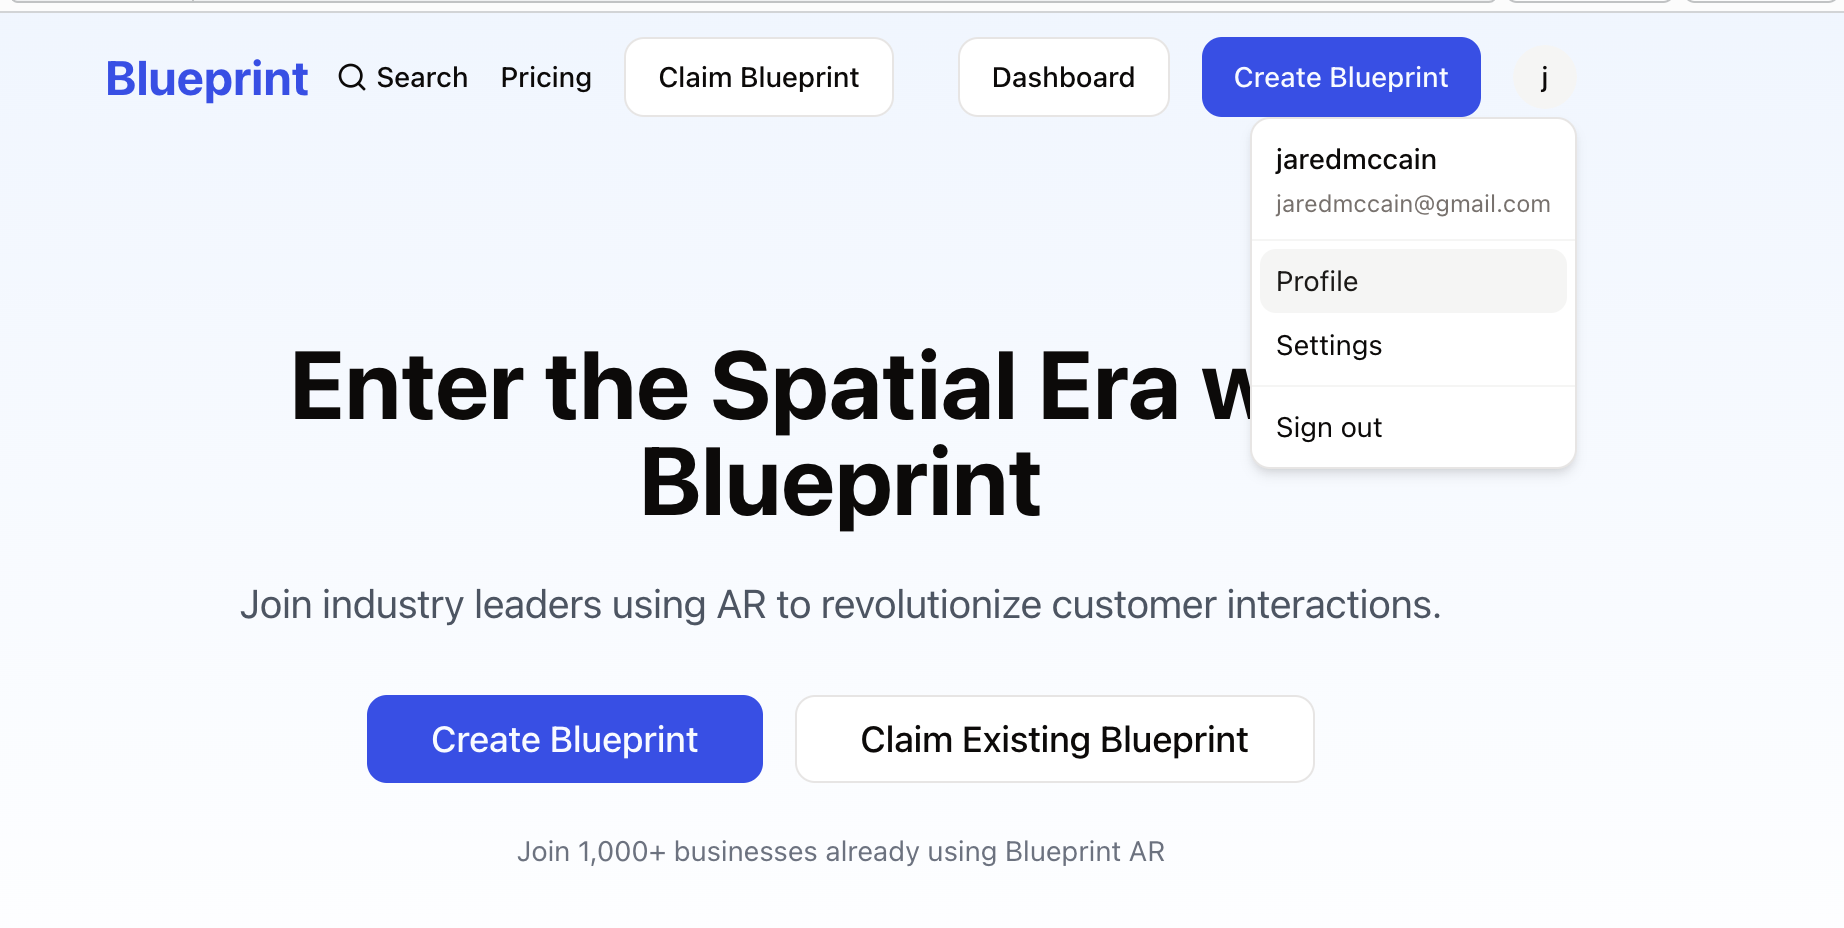 Blueprint Search Pricing Claim Blueprint Dashboard Create Blueprint j
jaredmccain
jaredmccain@gmail.com
Profile
Settings
Sign out
Enter the Spatial Era w
Blueprint
Join industry leaders using AR to revolutionize customer interactions.
Create Blueprint Claim Existing Blueprint
Join 1,000+ businesses already using Blueprint AR